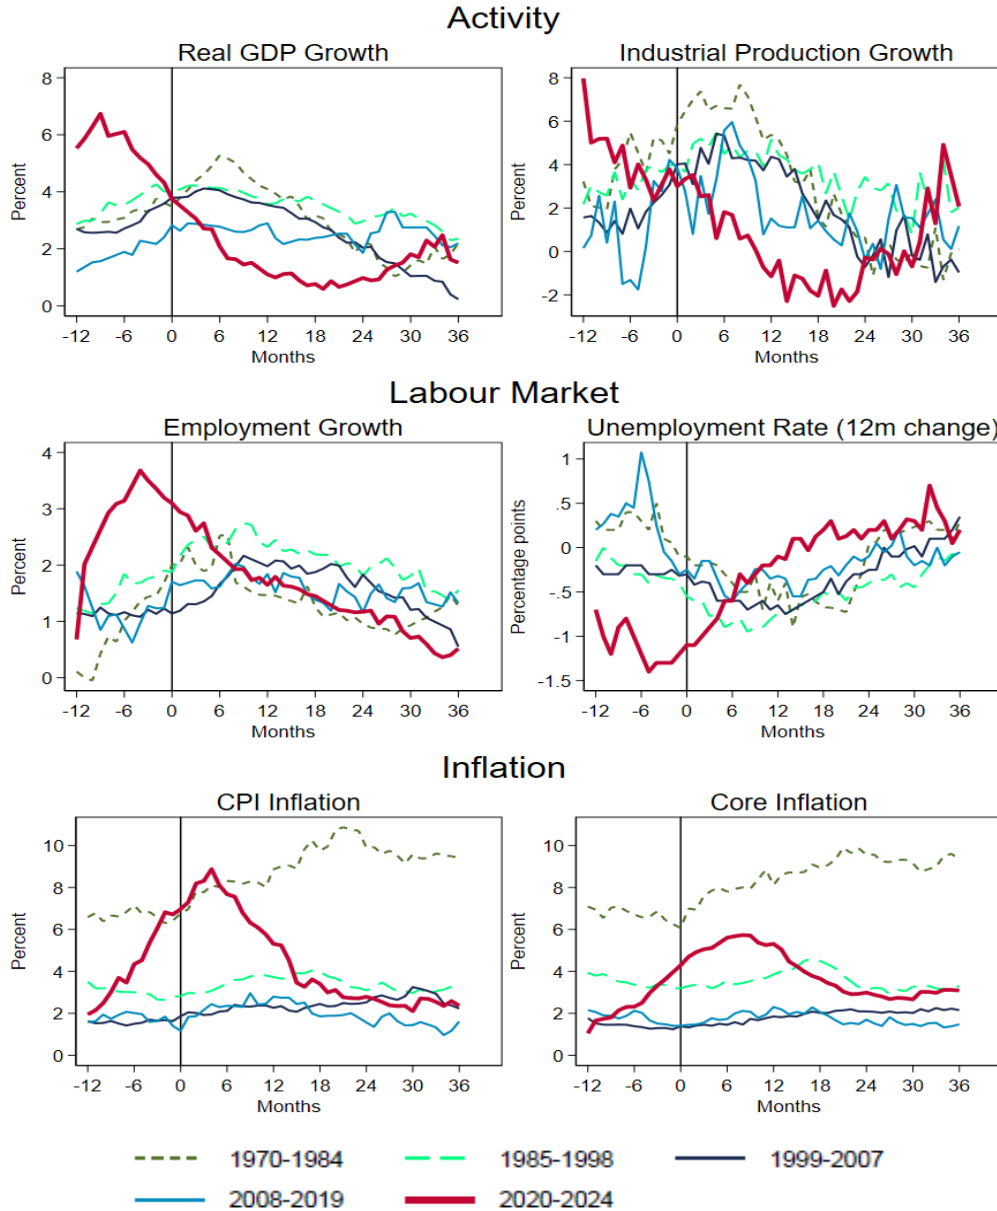 Activity
Real GDP Growth
Percent
8
6
4
2
0
-12 -6 0 6 12 18 24 30 36
Months
Industrial Production Growth
Percent
8
6
4
2
0
-2
-12 -6 0 6 12 18 24 30 36
Months
Labour Market
Employment Growth
Percent
4
3
2
1
0
-12 -6 0 6 12 18 24 30 36
Months
Unemployment Rate (12m change)
Percentage points
1
.5
0
-.5
-1
-1.5
-12 -6 0 6 12 18 24 30 36
Months
Inflation
CPI Inflation
Percent
10
8
6
4
2
0
-12 -6 0 6 12 18 24 30 36
Months
Core Inflation
Percent
10
8
6
4
2
0
-12 -6 0 6 12 18 24 30 36
Months
1970-1984 1985-1998 1999-2007
2008-2019 2020-2024